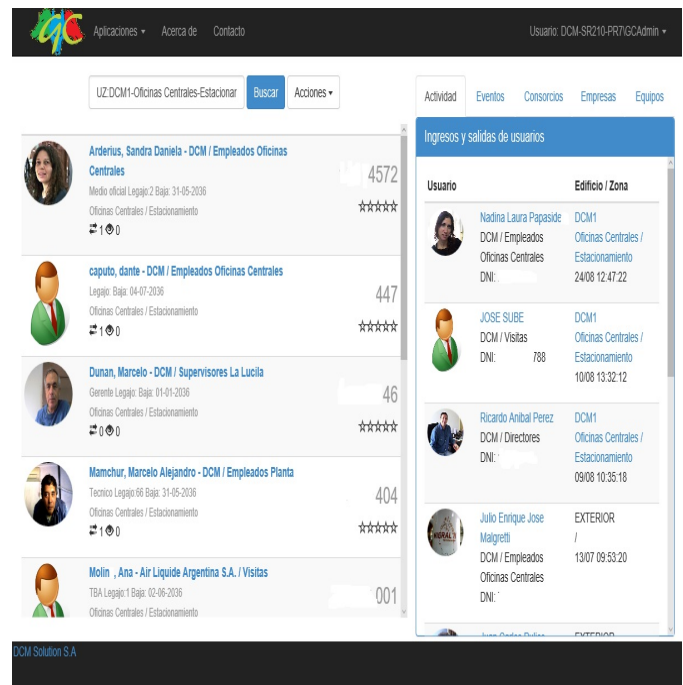 GC
Aplicaciones Acerca de Contacto
Usuario: DCM-SR210-PR7\GCAdmin
UZ:DCM1-Oficinas Centrales-Estacionar Buscar Acciones
Arderius, Sandra Daniela - DCM / Empleados Oficinas
Centrales
4572
Medio oficial Legajo:2 Baja: 31-05-2036
Oficinas Centrales / Estacionamiento
1 0
caputo, dante - DCM / Empleados Oficinas Centrales
447
Legajo: Baja: 04-07-2036
Oficinas Centrales / Estacionamiento
1 0
Dunan, Marcelo - DCM / Supervisores La Lucila
46
Gerente Legajo: Baja: 01-01-2036
Oficinas Centrales / Estacionamiento
0 0
Mamchur, Marcelo Alejandro - DCM / Empleados Planta
404
Tecnico Legajo:66 Baja: 31-05-2036
Oficinas Centrales / Estacionamiento
1 0
Molin , Ana - Air Liquide Argentina S.A. / Visitas
001
TBA Legajo:1 Baja: 02-06-2036
Oficinas Centrales / Estacionamiento
Actividad Eventos Consorcios Empresas Equipos
Ingresos y salidas de usuarios
Usuario Edificio / Zona
Nadina Laura Papaside DCM1
DCM / Empleados Oficinas Centrales /
Oficinas Centrales Estacionamiento
DNI: 24/08 12:47:22
JOSE SUBE DCM1
DCM / Visitas Oficinas Centrales /
DNI: 788 Estacionamiento
10/08 13:32:12
Ricardo Anibal Perez DCM1
DCM / Directores Oficinas Centrales /
DNI: Estacionamiento
09/08 10:35:18
Julio Enrique Jose EXTERIOR
Malgretti /
DCM / Empleados 13/07 09:53:20
Oficinas Centrales
DNI:
EXTERIOR
DCM Solution S.A